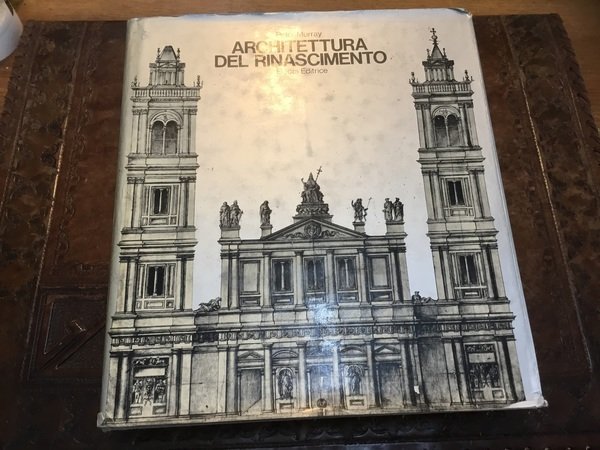 Peter Murray
ARCHITETTURA
DEL RINASCIMENTO
Electa Editrice